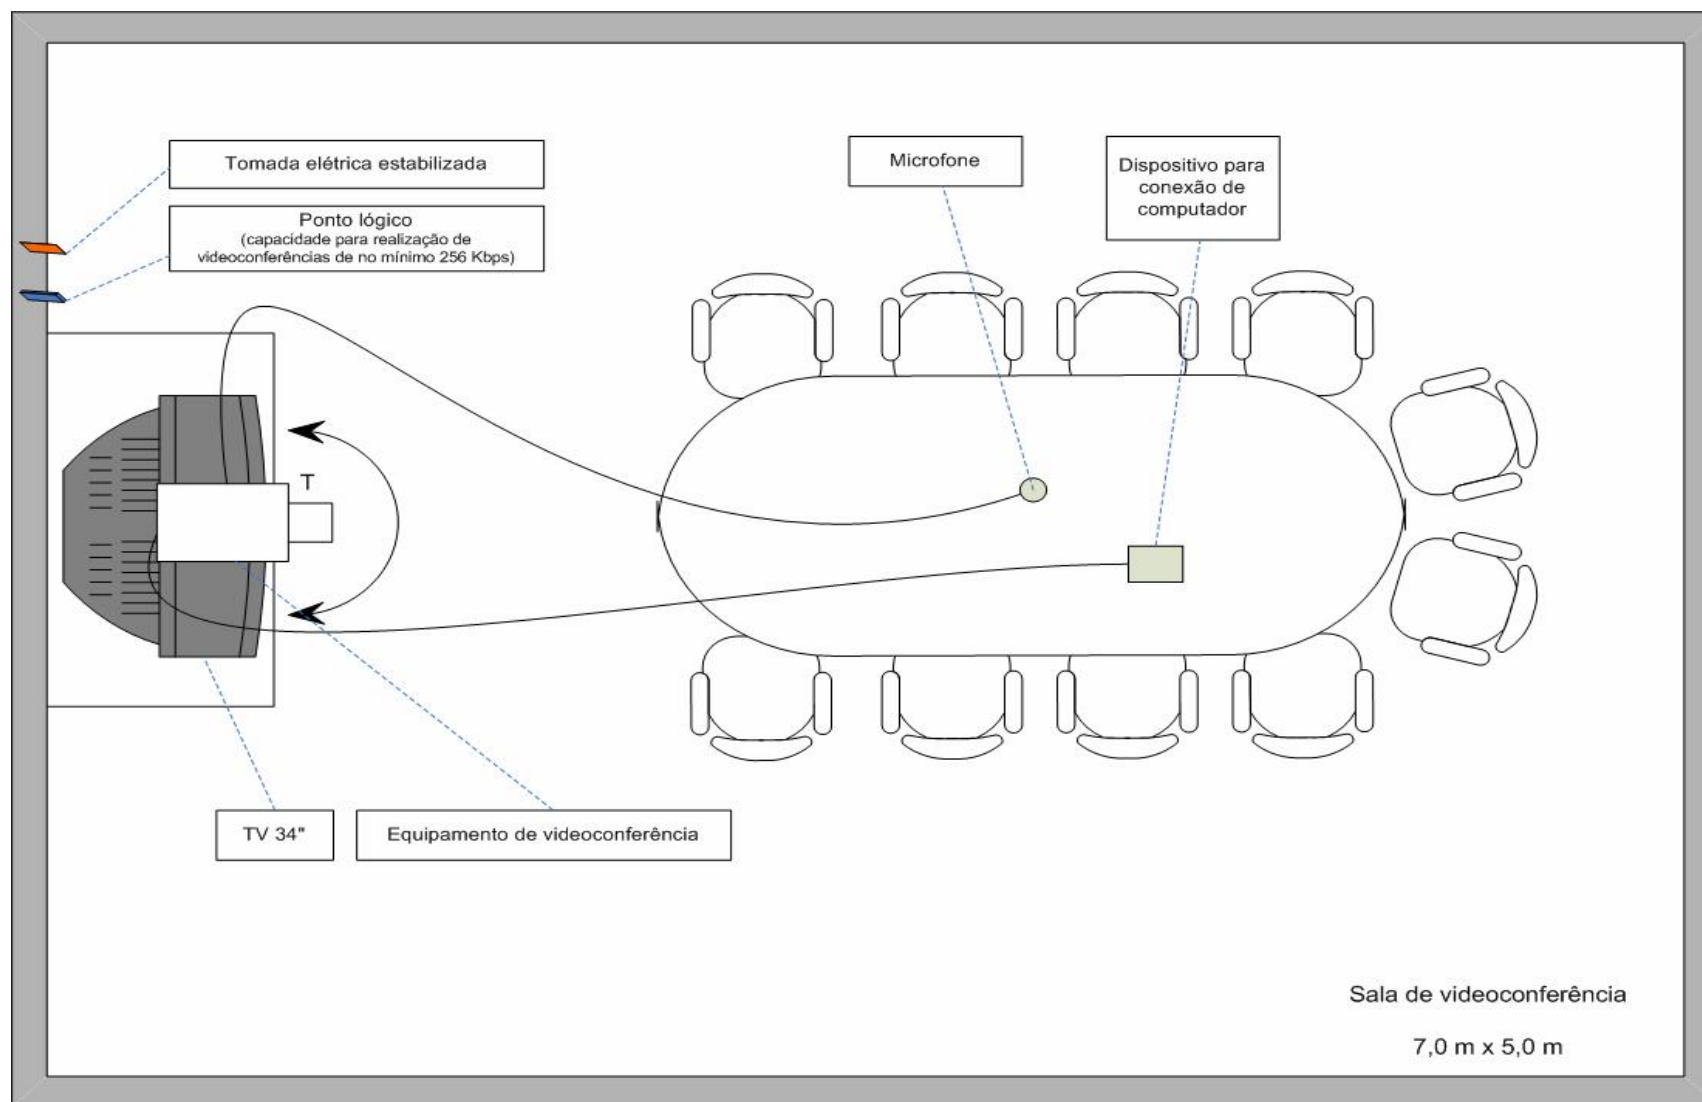 Tomada elétrica estabilizada
Ponto lógico
(capacidade para realização de
videoconferências de no mínimo 256 Kbps)
Microfone
Dispositivo para
conexão de
computador
T
TV 34"
Equipamento de videoconferência
Sala de videoconferência
7,0 m x 5,0 m